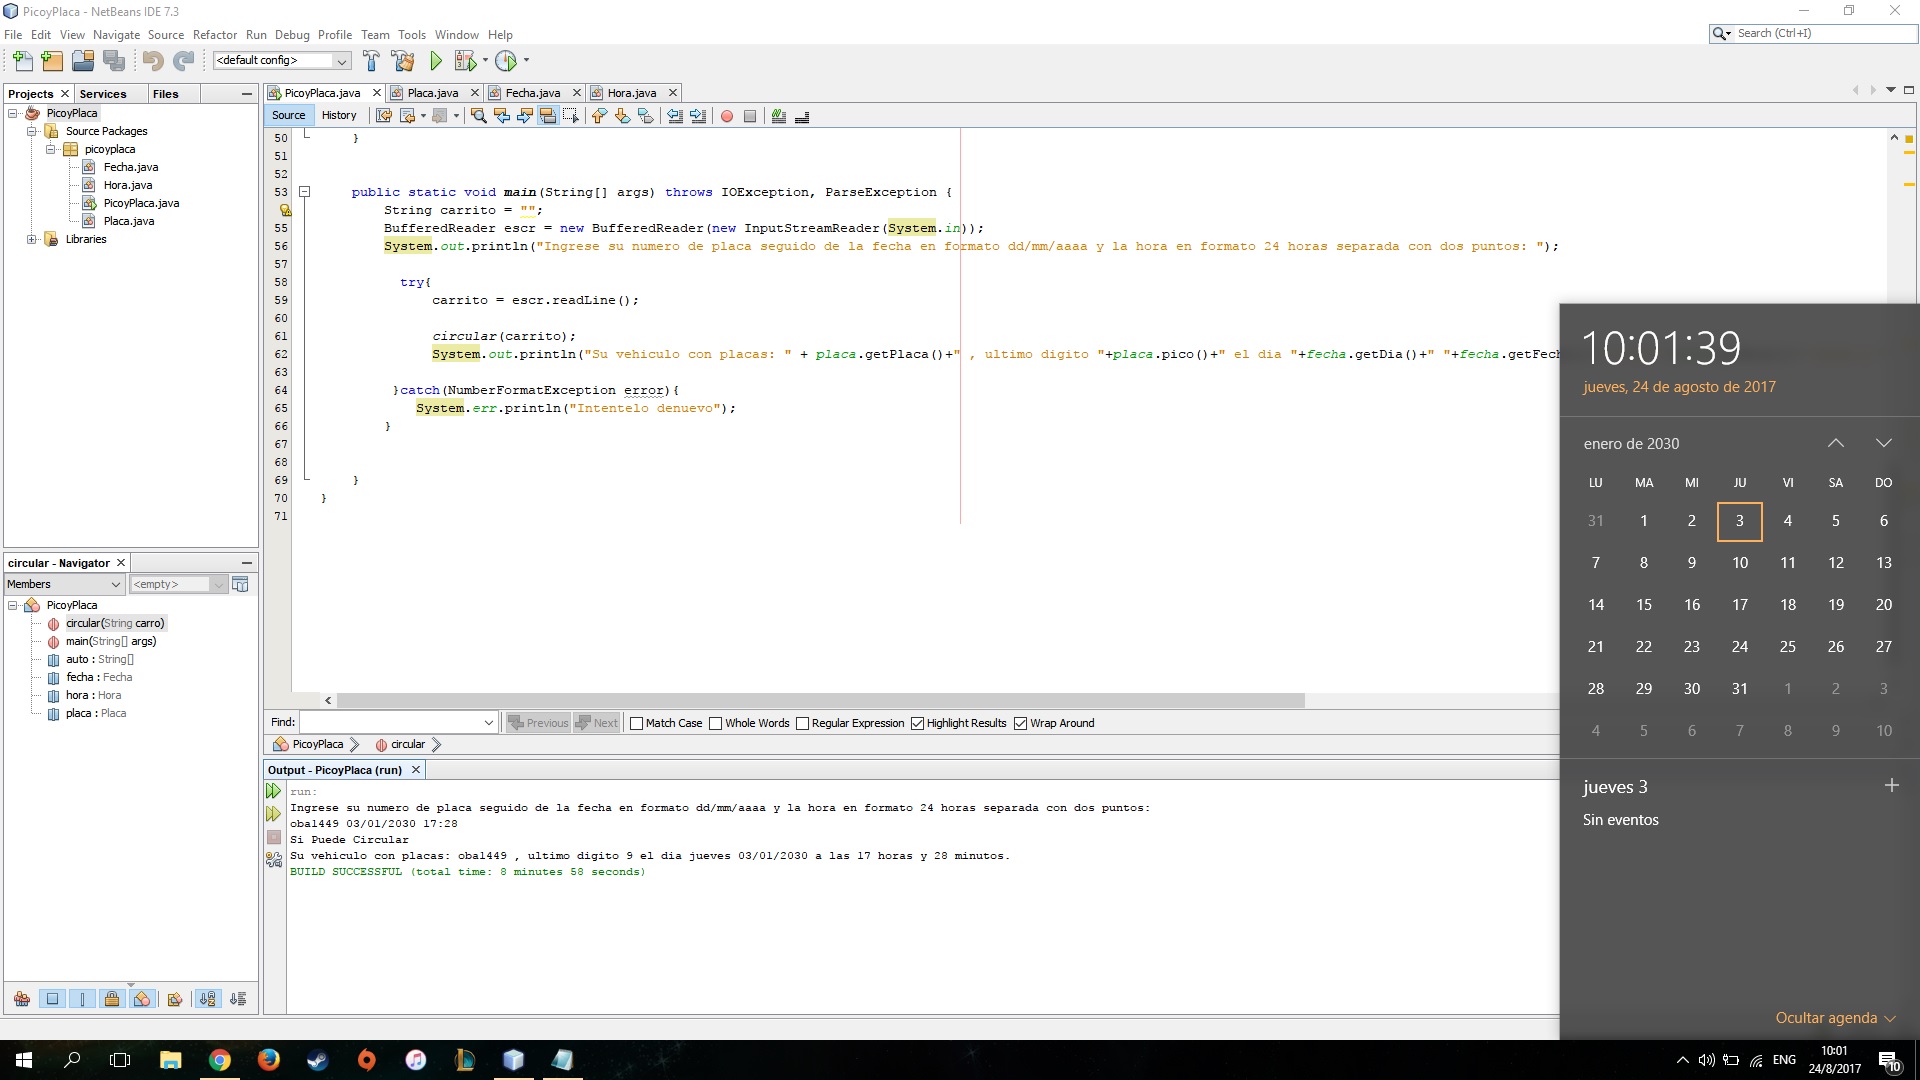 PicoyPlaca - NetBeans IDE 7.3
File Edit View Navigate Source Refactor Run Debug Profile Team Tools Window Help
Search (Ctrl+I)
<default config>
Projects Services Files
PicoyPlaca
Source Packages
picoyplaca
Fecha.java
Hora.java
PicoyPlaca.java
Placa.java
Libraries
circular - Navigator
Members <empty>
PicoyPlaca
circular(String carro)
main(String[] args)
auto : String[]
fecha : Fecha
hora : Hora
placa : Placa
PicoyPlaca.java Placa.java Fecha.java Hora.java
Source History
50 }
51
52
53 public static void main(String[] args) throws IOException, ParseException {
String carrito = "";
55 BufferedReader escr = new BufferedReader(new InputStreamReader(System.in));
56 System.out.println("Ingrese su numero de placa seguido de la fecha en formato dd/mm/aaaa y la hora en formato 24 horas separada con dos puntos: ");
57
58 try{
59 carrito = escr.readLine();
60
61 circular(carrito);
62 System.out.println("Su vehiculo con placas: " + placa.getPlaca()+" , ultimo digito "+placa.pico()+" el dia "+fecha.getDia()+" "+fecha.getFech
63
64 }catch(NumberFormatException error){
65 System.err.println("Intentelo denuevo");
66 }
67
68
69 }
70 }
71
Find: Previous Next Match Case Whole Words Regular Expression Highlight Results Wrap Around
PicoyPlaca circular
Output - PicoyPlaca (run)
run:
Ingrese su numero de placa seguido de la fecha en formato dd/mm/aaaa y la hora en formato 24 horas separada con dos puntos:
oba1449 03/01/2030 17:28
Si Puede Circular
Su vehiculo con placas: oba1449 , ultimo digito 9 el dia jueves 03/01/2030 a las 17 horas y 28 minutos.
BUILD SUCCESSFUL (total time: 8 minutes 58 seconds)
10:01:39
jueves, 24 de agosto de 2017
enero de 2030
LU MA MI JU VI SA DO
31 1 2 3 4 5 6
7 8 9 10 11 12 13
14 15 16 17 18 19 20
21 22 23 24 25 26 27
28 29 30 31 1 2 3
4 5 6 7 8 9 10
jueves 3
Sin eventos
Ocultar agenda
ENG
10:01
24/8/2017
10